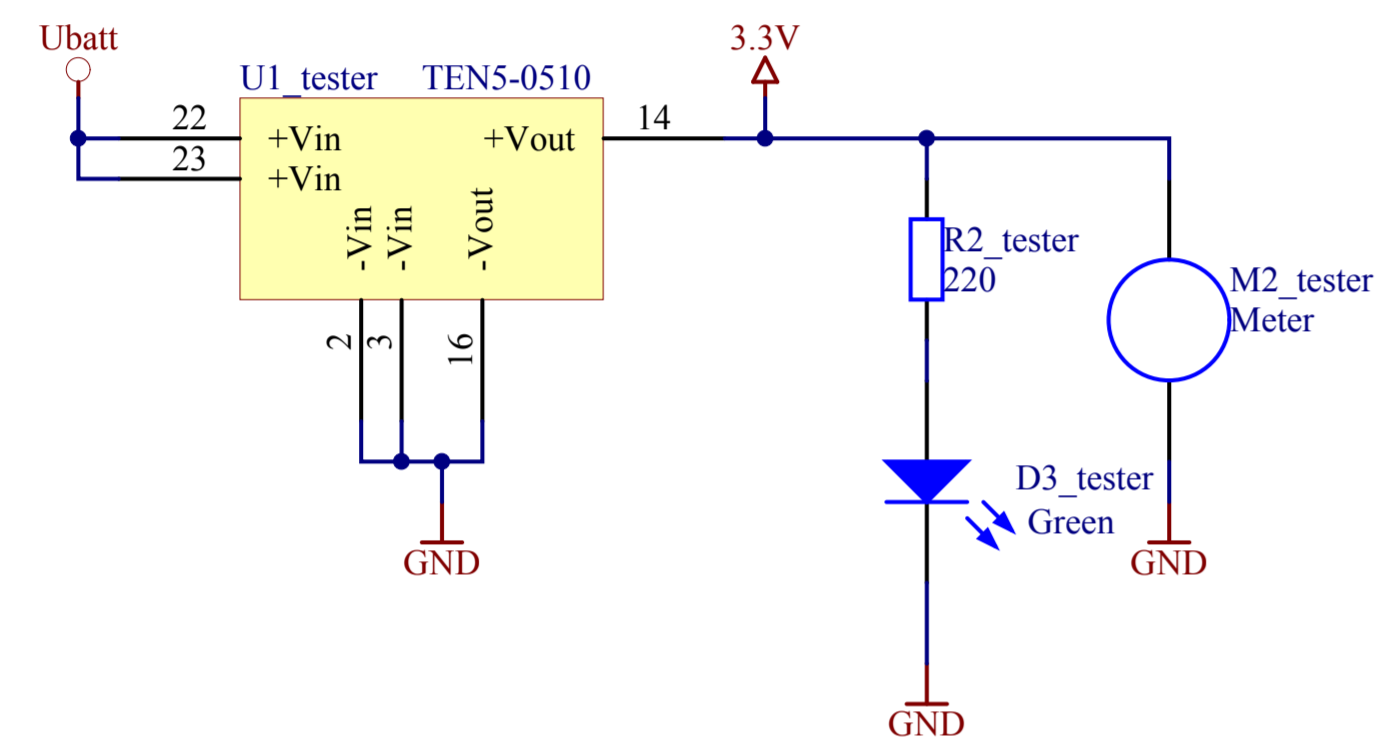 Ubatt
U1_tester TEN5-0510
3.3V
22
23
+Vin
+Vin
+Vout
14
-Vin
-Vin
-Vout
2
3
16
GND
R2_tester
220
M2_tester
Meter
D3_tester
Green
GND
GND